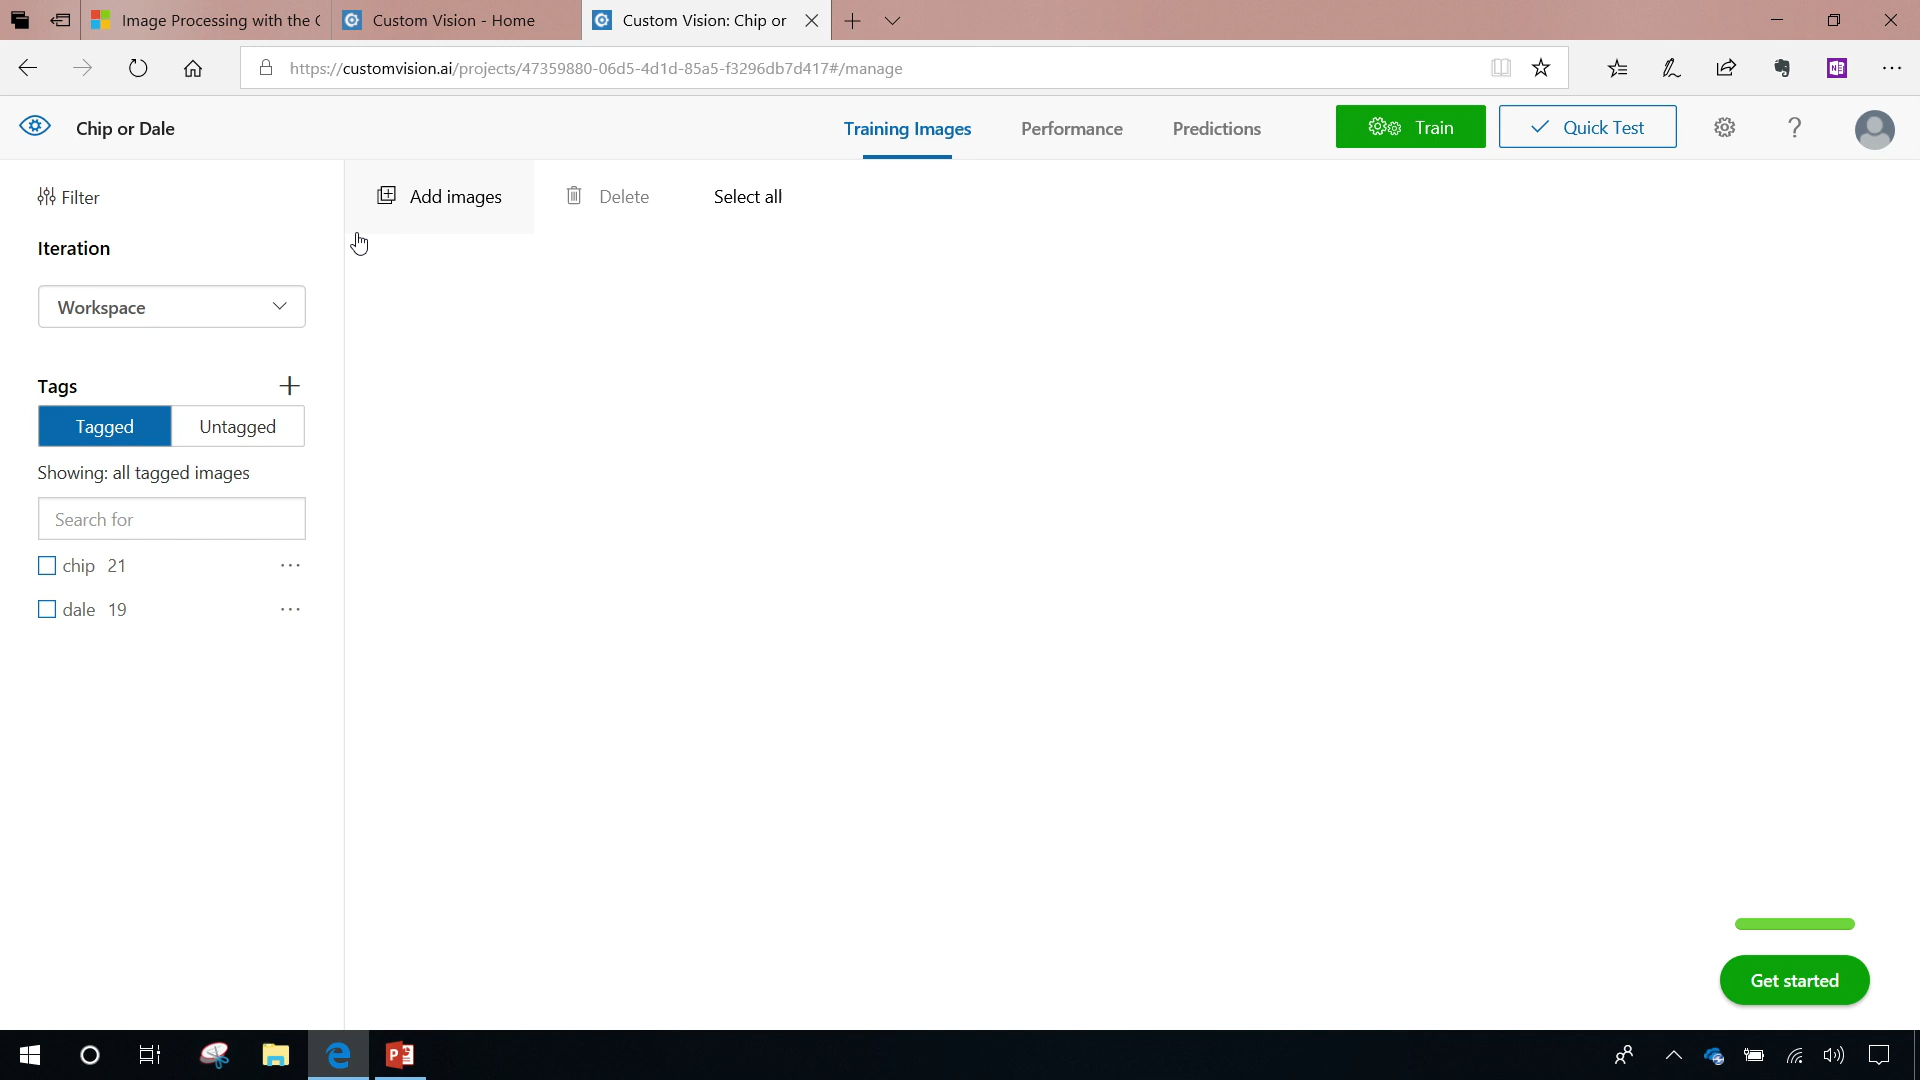 Image Processing with the C
Custom Vision - Home
Custom Vision: Chip or
https://customvision.ai/projects/47359880-06d5-4d1d-85a5-f3296db7d417#/manage
Chip or Dale
Training Images
Performance
Predictions
Train
Quick Test
Filter
Add images
Delete
Select all
Iteration
Workspace
Tags
Tagged
Untagged
Showing: all tagged images
Search for
chip 21
dale 19
Get started